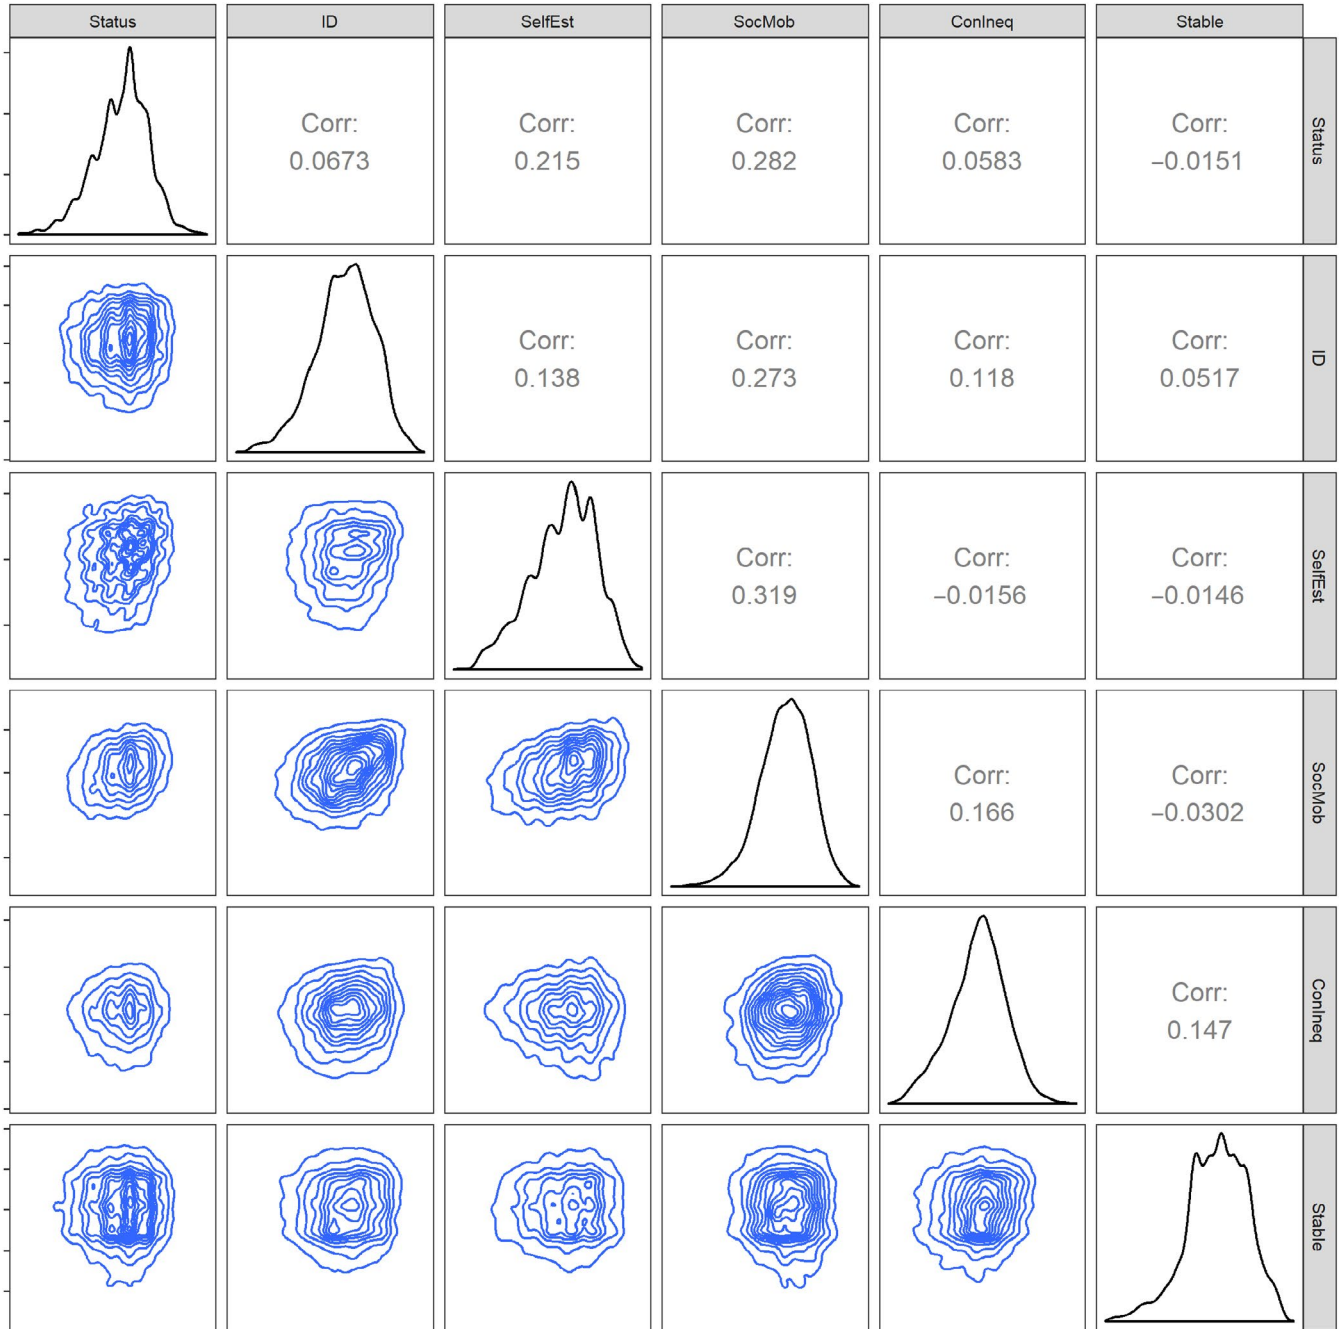 Status ID SelfEst SocMob ConIneq Stable
Corr: Corr: Corr: Corr: Corr:
0.0673 0.215 0.282 0.0583 −0.0151
Status
Corr: Corr: Corr: Corr:
0.138 0.273 0.118 0.0517
ID
Corr: Corr: Corr:
0.319 −0.0156 −0.0146
SelfEst
Corr: Corr:
0.166 −0.0302
SocMob
Corr:
0.147
ConIneq
Stable